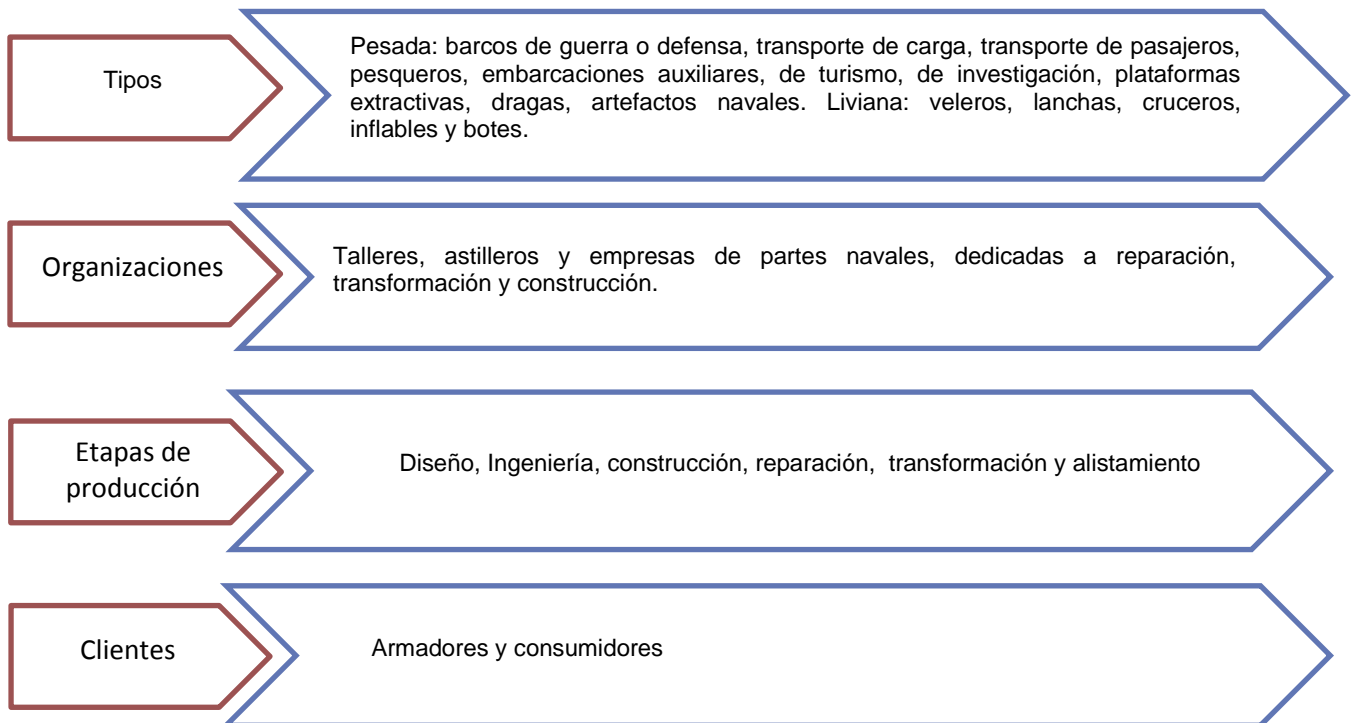 Tipos
Pesada: barcos de guerra o defensa, transporte de carga, transporte de pasajeros,
pesqueros, embarcaciones auxiliares, de turismo, de investigación, plataformas
extractivas, dragas, artefactos navales. Liviana: veleros, lanchas, cruceros,
inflables y botes.
Organizaciones
Talleres, astilleros y empresas de partes navales, dedicadas a reparación,
transformación y construcción.
Etapas de
producción
Diseño, Ingeniería, construcción, reparación, transformación y alistamiento
Clientes
Armadores y consumidores